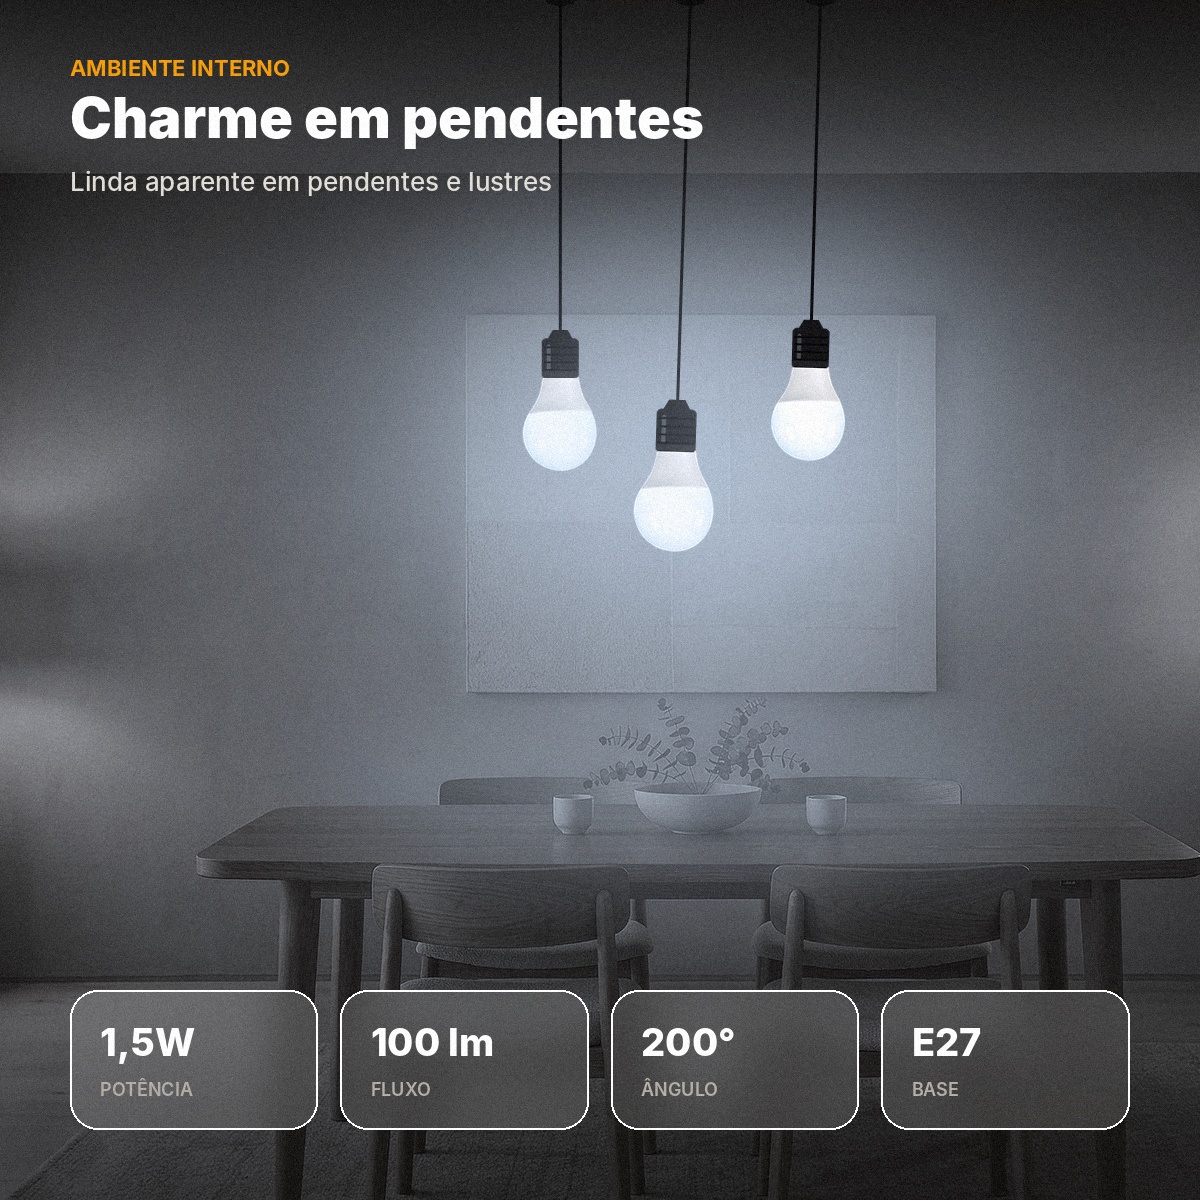 AMBIENTE INTERNO
Charme em pendentes
Linda aparente em pendentes e lustres
1,5W
POTÊNCIA
100 lm
FLUXO
200°
ÂNGULO
E27
BASE